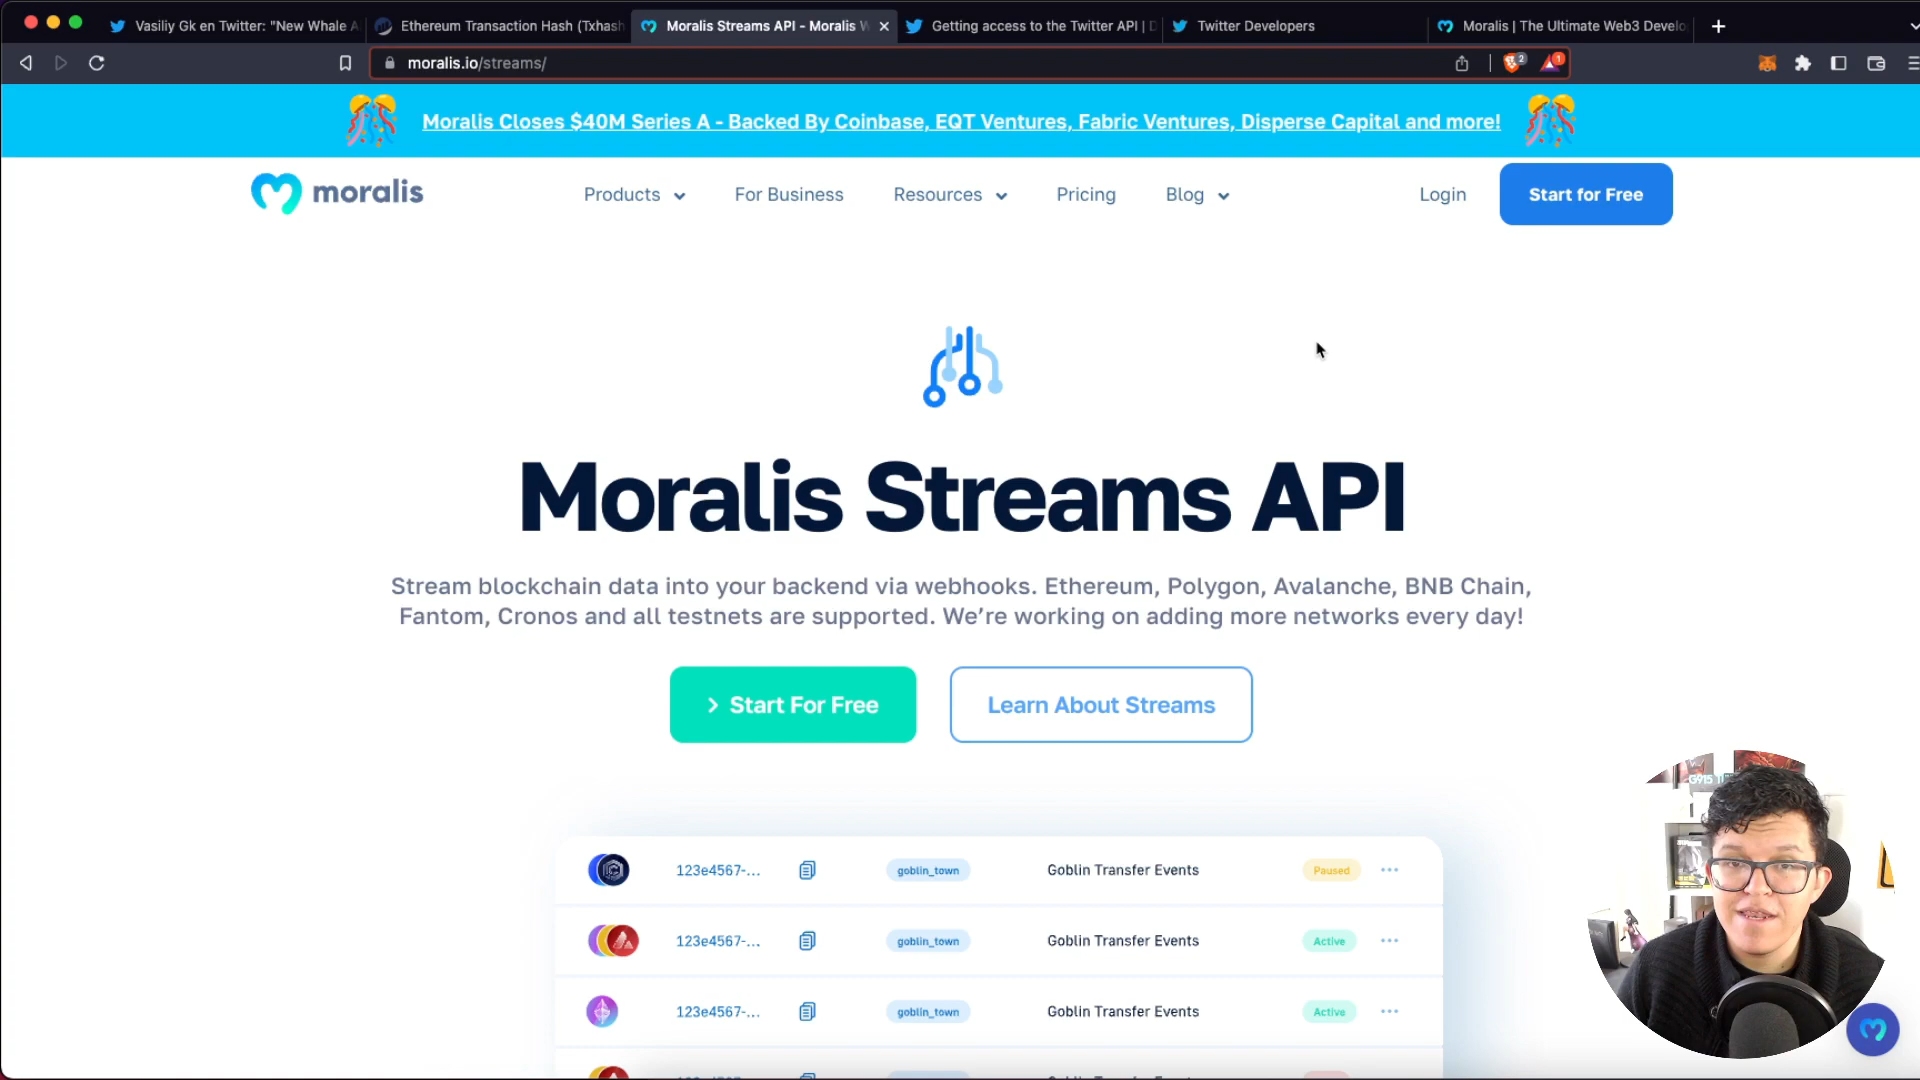 Vasiliy Gk en Twitter: "New Whale A
Ethereum Transaction Hash (Txhash
Moralis Streams API - Moralis W
Getting access to the Twitter API | D
Twitter Developers
Moralis | The Ultimate Web3 Develo
moralis.io/streams/
2
1
Moralis Closes $40M Series A - Backed By Coinbase, EQT Ventures, Fabric Ventures, Disperse Capital and more!
moralis
Products
For Business
Resources
Pricing
Blog
Login
Start for Free
Moralis Streams API
Stream blockchain data into your backend via webhooks. Ethereum, Polygon, Avalanche, BNB Chain,
Fantom, Cronos and all testnets are supported. We're working on adding more networks every day!
> Start For Free
Learn About Streams
123e4567-...
goblin_town
Goblin Transfer Events
Paused
123e4567-...
goblin_town
Goblin Transfer Events
Active
123e4567-...
goblin_town
Goblin Transfer Events
Active
G915